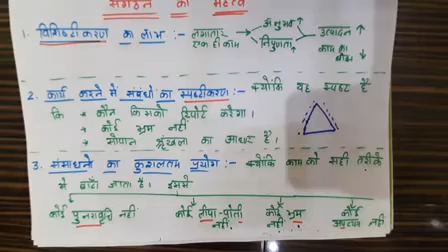 संगठन का महत्व
1. विशिष्टीकरण का लाभ :- लगातार एक ही काम → अनुभव ↑ निपुणता ↑ → उत्पादन ↑ काम का बोझ ↓
2. कार्य करने में संबंधों का स्पष्टीकरण :- क्योंकि यह स्पष्ट है
कि • कौन किसको रिपोर्ट करेगा।
• कोई भ्रम नहीं
• सोपान श्रृंखला का आधार है।
3. संसाधनों का कुशलतम प्रयोग :- क्योंकि काम को सही तरीके
से बाँटा जाता है। इसमें
कोई पुनरावृत्ति नहीं कोई लीपा-पोती नहीं कोई भ्रम नहीं कोई अपव्यय नहीं